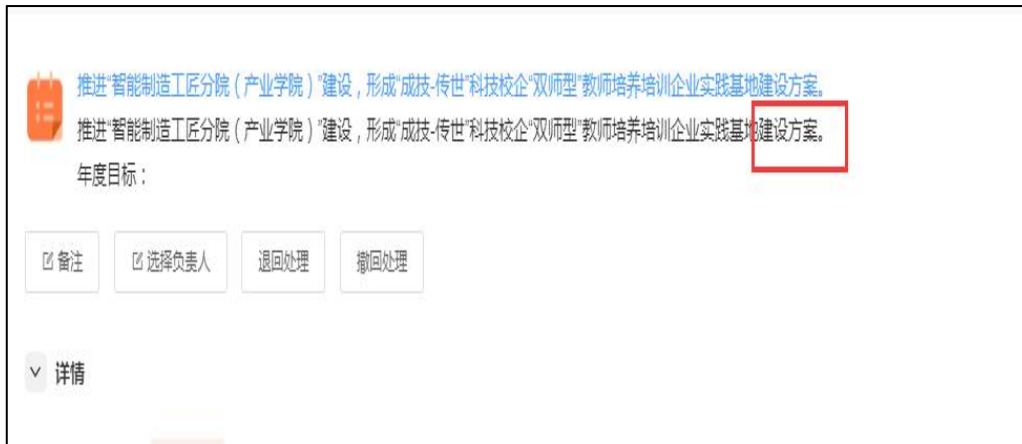 推进“智能制造工匠分院（产业学院）”建设，形成“成技-传世”科技校企“双师型”教师培养培训企业实践基地建设方案。
推进“智能制造工匠分院（产业学院）”建设，形成“成技-传世”科技校企“双师型”教师培养培训企业实践基地建设方案。
年度目标：
备注 选择负责人 退回处理 撤回处理
详情